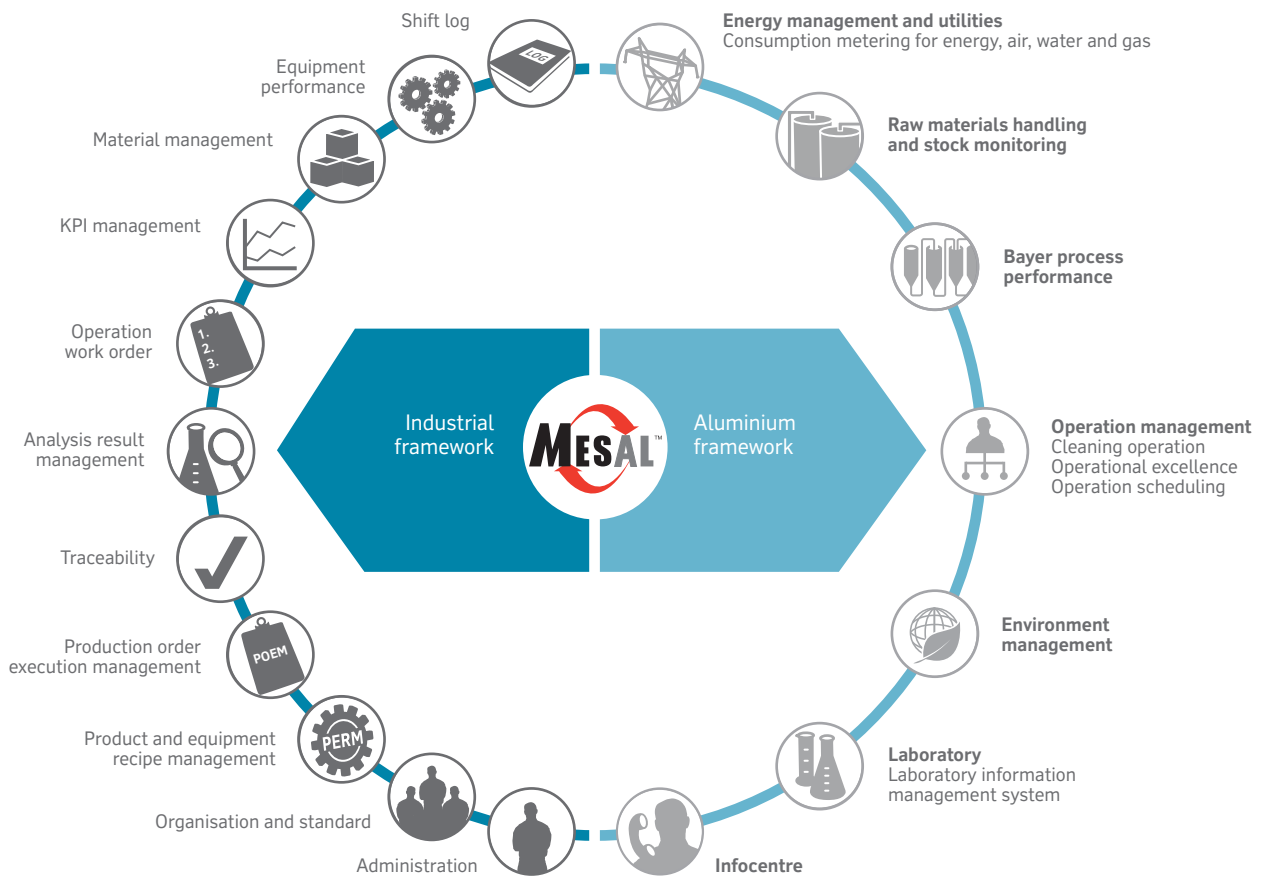 Shift log
LOG
Equipment
performance
Material management
KPI management
Operation
work order
1.
2.
3.
Analysis result
management
Traceability
Production order
execution management
POEM
Product and equipment
recipe management
PERM
Organisation and standard
Administration
Industrial
framework
MESAL™
Aluminium
framework
Energy management and utilities
Consumption metering for energy, air, water and gas
Raw materials handling
and stock monitoring
Bayer process
performance
Operation management
Cleaning operation
Operational excellence
Operation scheduling
Environment
management
Laboratory
Laboratory information
management system
Infocentre